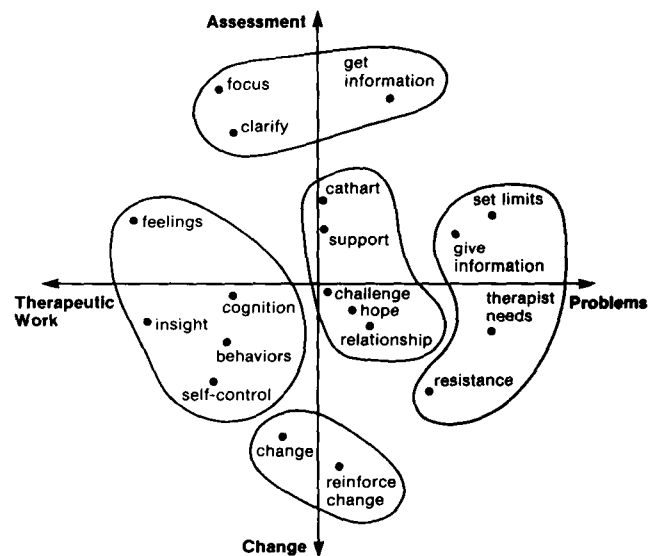 Assessment
focus
get
information
clarify
cathart
support
feelings
set limits
give
information
Therapeutic
Work
Problems
challenge
hope
relationship
therapist
needs
cognition
insight
behaviors
self-control
resistance
change
reinforce
change
Change